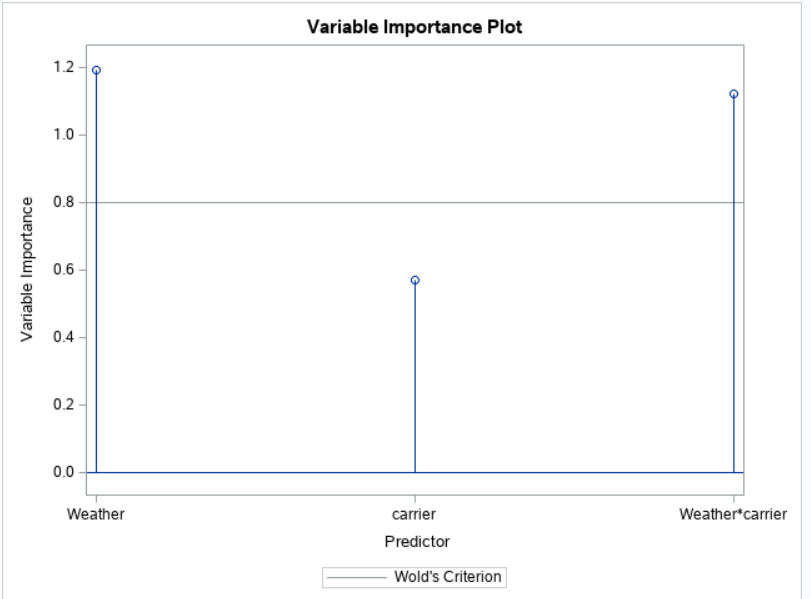 Variable Importance Plot
1.2
1.0
0.8
0.6
0.4
0.2
0.0
Variable Importance
Weather carrier Weather*carrier
Predictor
Wold's Criterion